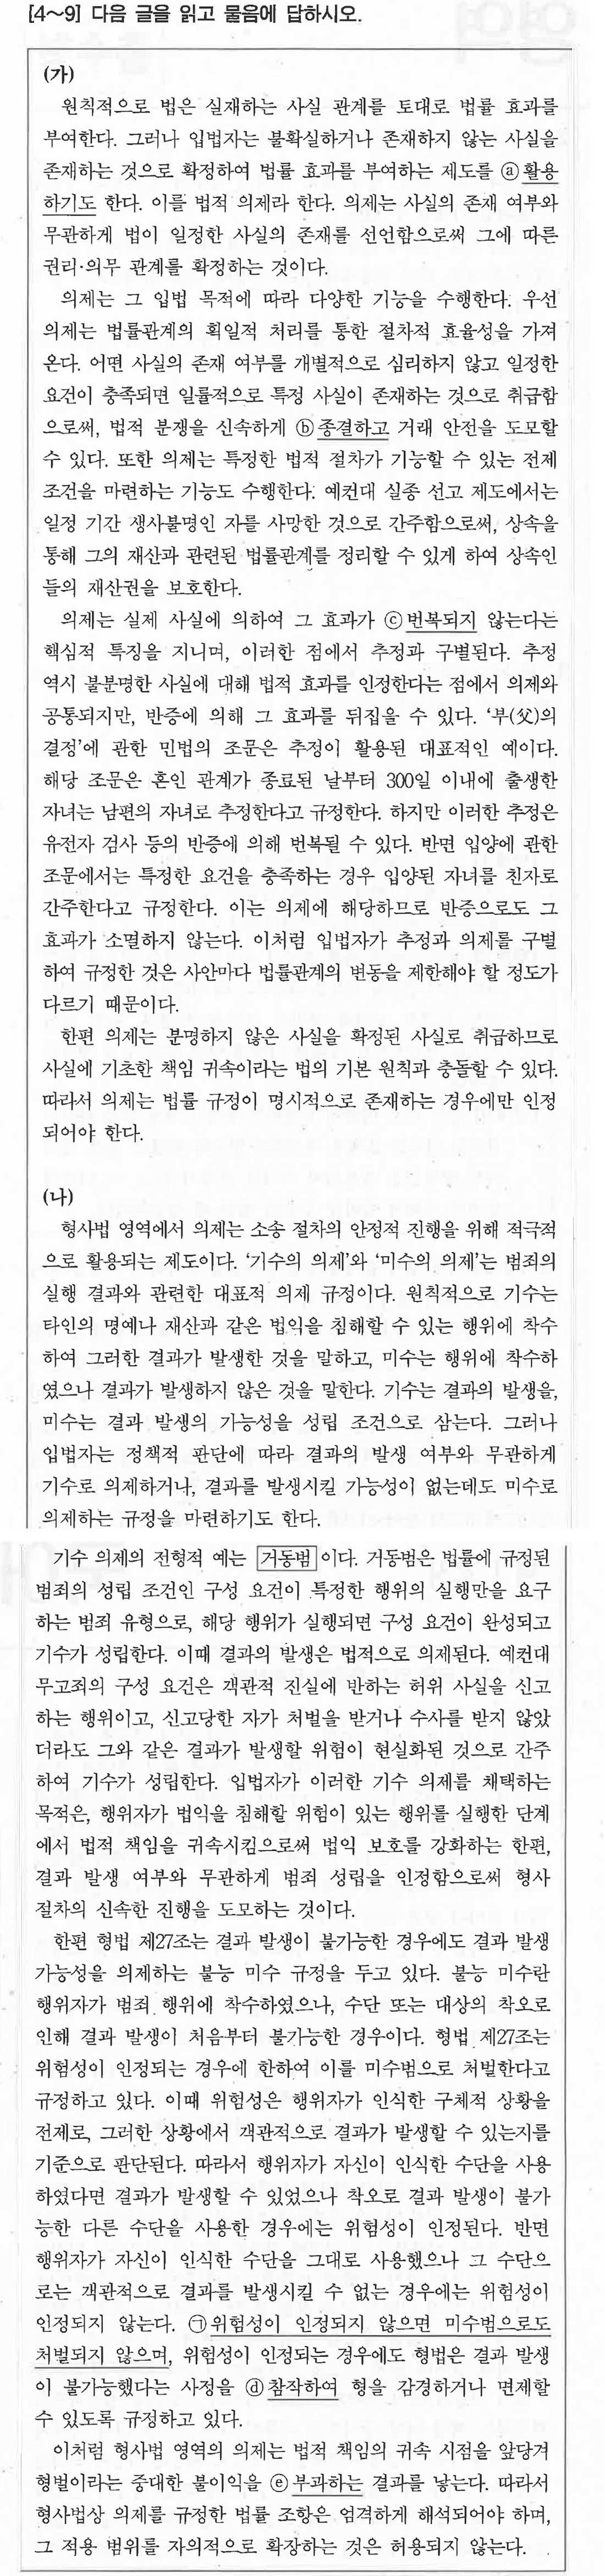 [4~9] 다음 글을 읽고 물음에 답하시오.
(가)
원칙적으로 법은 실재하는 사실 관계를 토대로 법률 효과를
부여한다. 그러나 입법자는 불확실하거나 존재하지 않는 사실을
존재하는 것으로 확정하여 법률 효과를 부여하는 제도를 ⓐ활용
하기도 한다. 이를 법적 의제라 한다. 의제는 사실의 존재 여부와
무관하게 법이 일정한 사실의 존재를 선언함으로써 그에 따른
권리·의무 관계를 확정하는 것이다.
의제는 그 입법 목적에 따라 다양한 기능을 수행한다. 우선
의제는 법률관계의 획일적 처리를 통한 절차적 효율성을 가져
온다. 어떤 사실의 존재 여부를 개별적으로 심리하지 않고 일정한
요건이 충족되면 일률적으로 특정 사실이 존재하는 것으로 취급함
으로써, 법적 분쟁을 신속하게 ⓑ종결하고 거래 안전을 도모할
수 있다. 또한 의제는 특정한 법적 절차가 기능할 수 있는 전제
조건을 마련하는 기능도 수행한다. 예컨대 실종 선고 제도에서는
일정 기간 생사불명인 자를 사망한 것으로 간주함으로써, 상속을
통해 그의 재산과 관련된 법률관계를 정리할 수 있게 하여 상속인
들의 재산권을 보호한다.
의제는 실제 사실에 의하여 그 효과가 ⓒ번복되지 않는다는
핵심적 특징을 지니며, 이러한 점에서 추정과 구별된다. 추정
역시 불분명한 사실에 대해 법적 효과를 인정한다는 점에서 의제와
공통되지만, 반증에 의해 그 효과를 뒤집을 수 있다. ‘부(父)의
결정’에 관한 민법의 조문은 추정이 활용된 대표적인 예이다.
해당 조문은 혼인 관계가 종료된 날부터 300일 이내에 출생한
자녀는 남편의 자녀로 추정한다고 규정한다. 하지만 이러한 추정은
유전자 검사 등의 반증에 의해 번복될 수 있다. 반면 입양에 관한
조문에서는 특정한 요건을 충족하는 경우 입양된 자녀를 친자로
간주한다고 규정한다. 이는 의제에 해당하므로 반증으로도 그
효과가 소멸하지 않는다. 이처럼 입법자가 추정과 의제를 구별
하여 규정한 것은 사안마다 법률관계의 변동을 제한해야 할 정도가
다르기 때문이다.
한편 의제는 분명하지 않은 사실을 확정된 사실로 취급하므로
사실에 기초한 책임 귀속이라는 법의 기본 원칙과 충돌할 수 있다.
따라서 의제는 법률 규정이 명시적으로 존재하는 경우에만 인정
되어야 한다.
(나)
형사법 영역에서 의제는 소송 절차의 안정적 진행을 위해 적극적
으로 활용되는 제도이다. ‘기수의 의제’와 ‘미수의 의제’는 범죄의
실행 결과와 관련한 대표적 의제 규정이다. 원칙적으로 기수는
타인의 명예나 재산과 같은 법익을 침해할 수 있는 행위에 착수
하여 그러한 결과가 발생한 것을 말하고, 미수는 행위에 착수하
였으나 결과가 발생하지 않은 것을 말한다. 기수는 결과의 발생을,
미수는 결과 발생의 가능성을 성립 조건으로 삼는다. 그러나
입법자는 정책적 판단에 따라 결과의 발생 여부와 무관하게
기수로 의제하거나, 결과를 발생시킬 가능성이 없는데도 미수로
의제하는 규정을 마련하기도 한다.
기수 의제의 전형적 예는 거동범이다. 거동범은 법률에 규정된
범죄의 성립 조건인 구성 요건이 특정한 행위의 실행만을 요구
하는 범죄 유형으로, 해당 행위가 실행되면 구성 요건이 완성되고
기수가 성립한다. 이때 결과의 발생은 법적으로 의제된다. 예컨대
무고죄의 구성 요건은 객관적 진실에 반하는 허위 사실을 신고
하는 행위이고, 신고당한 자가 처벌을 받거나 수사를 받지 않았
더라도 그와 같은 결과가 발생할 위험이 현실화된 것으로 간주
하여 기수가 성립한다. 입법자가 이러한 기수 의제를 채택하는
목적은, 행위자가 법익을 침해할 위험이 있는 행위를 실행한 단계
에서 법적 책임을 귀속시킴으로써 법익 보호를 강화하는 한편,
결과 발생 여부와 무관하게 범죄 성립을 인정함으로써 형사
절차의 신속한 진행을 도모하는 것이다.
한편 형법 제27조는 결과 발생이 불가능한 경우에도 결과 발생
가능성을 의제하는 불능 미수 규정을 두고 있다. 불능 미수란
행위자가 범죄 행위에 착수하였으나, 수단 또는 대상의 착오로
인해 결과 발생이 처음부터 불가능한 경우이다. 형법 제27조는
위험성이 인정되는 경우에 한하여 이를 미수범으로 처벌한다고
규정하고 있다. 이때 위험성은 행위자가 인식한 구체적 상황을
전제로, 그러한 상황에서 객관적으로 결과가 발생할 수 있는지를
기준으로 판단된다. 따라서 행위자가 자신이 인식한 수단을 사용
하였다면 결과가 발생할 수 있었으나 착오로 결과 발생이 불가
능한 다른 수단을 사용한 경우에는 위험성이 인정된다. 반면
행위자가 자신이 인식한 수단을 그대로 사용했으나 그 수단으
로는 객관적으로 결과를 발생시킬 수 없는 경우에는 위험성이
인정되지 않는다. ㉠위험성이 인정되지 않으면 미수범으로도
처벌되지 않으며, 위험성이 인정되는 경우에도 형법은 결과 발생
이 불가능했다는 사정을 ⓓ참작하여 형을 감경하거나 면제할
수 있도록 규정하고 있다.
이처럼 형사법 영역의 의제는 법적 책임의 귀속 시점을 앞당겨
형벌이라는 중대한 불이익을 ⓔ부과하는 결과를 낳는다. 따라서
형사법상 의제를 규정한 법률 조항은 엄격하게 해석되어야 하며,
그 적용 범위를 자의적으로 확장하는 것은 허용되지 않는다.